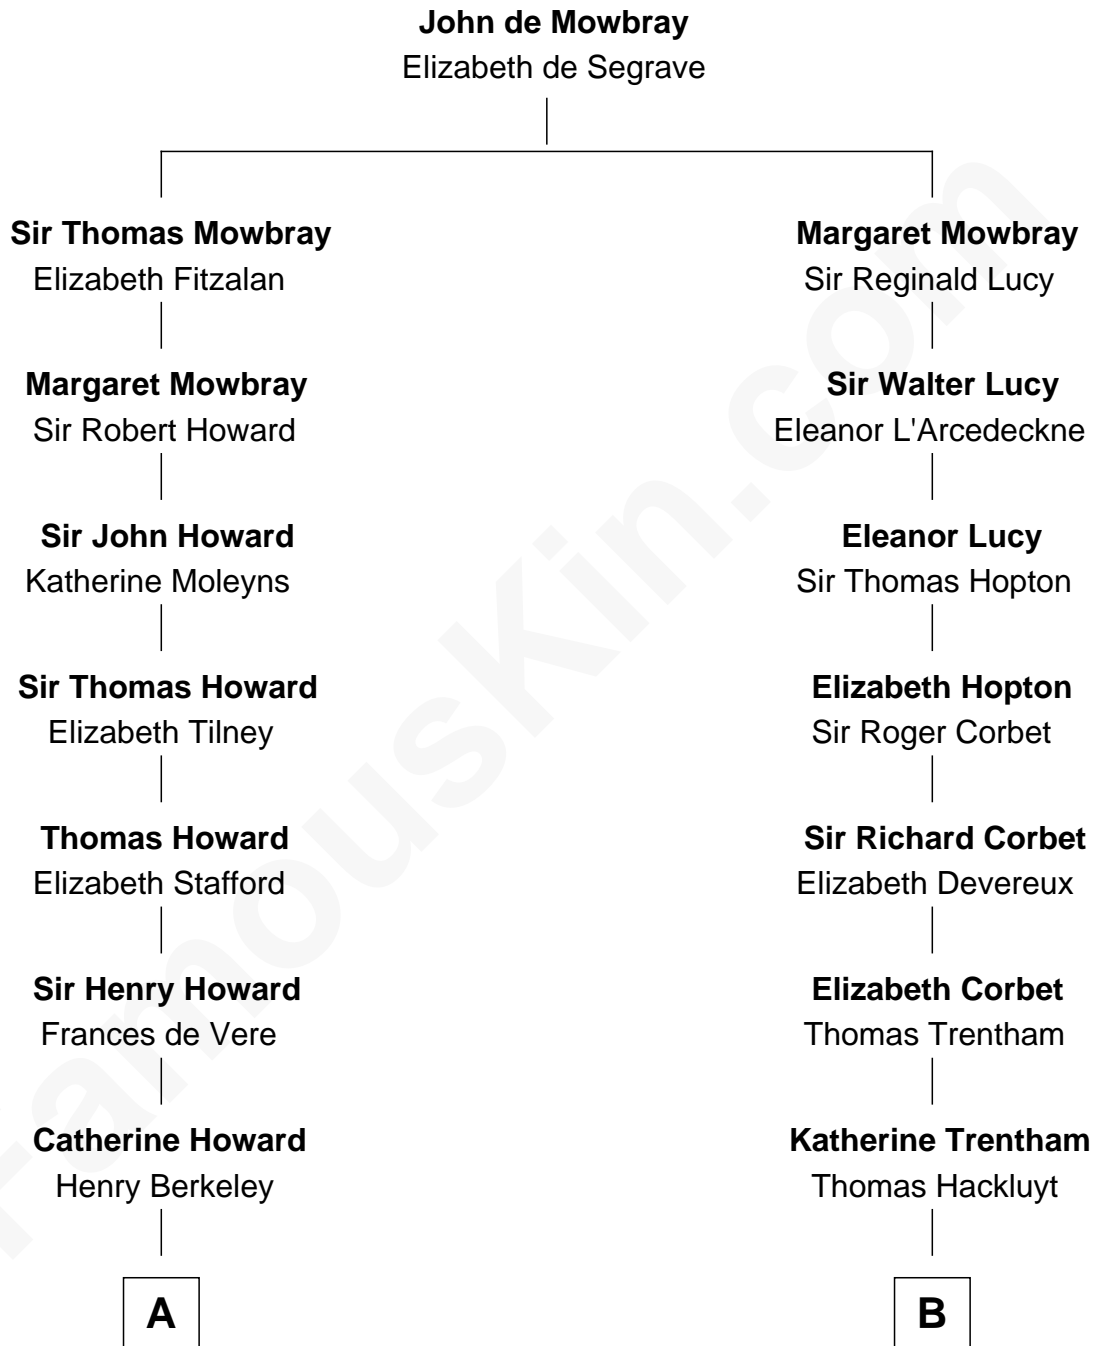 John de Mowbray
Elizabeth de Segrave
Sir Thomas Mowbray
Elizabeth Fitzalan
Margaret Mowbray
Sir Reginald Lucy
Margaret Mowbray
Sir Robert Howard
Sir Walter Lucy
Eleanor L'Arcedeckne
Sir John Howard
Katherine Moleyns
Eleanor Lucy
Sir Thomas Hopton
Sir Thomas Howard
Elizabeth Tilney
Elizabeth Hopton
Sir Roger Corbet
Thomas Howard
Elizabeth Stafford
Sir Richard Corbet
Elizabeth Devereux
Sir Henry Howard
Frances de Vere
Elizabeth Corbet
Thomas Trentham
Catherine Howard
Henry Berkeley
Katherine Trentham
Thomas Hackluyt
A
B
FamousKin.com